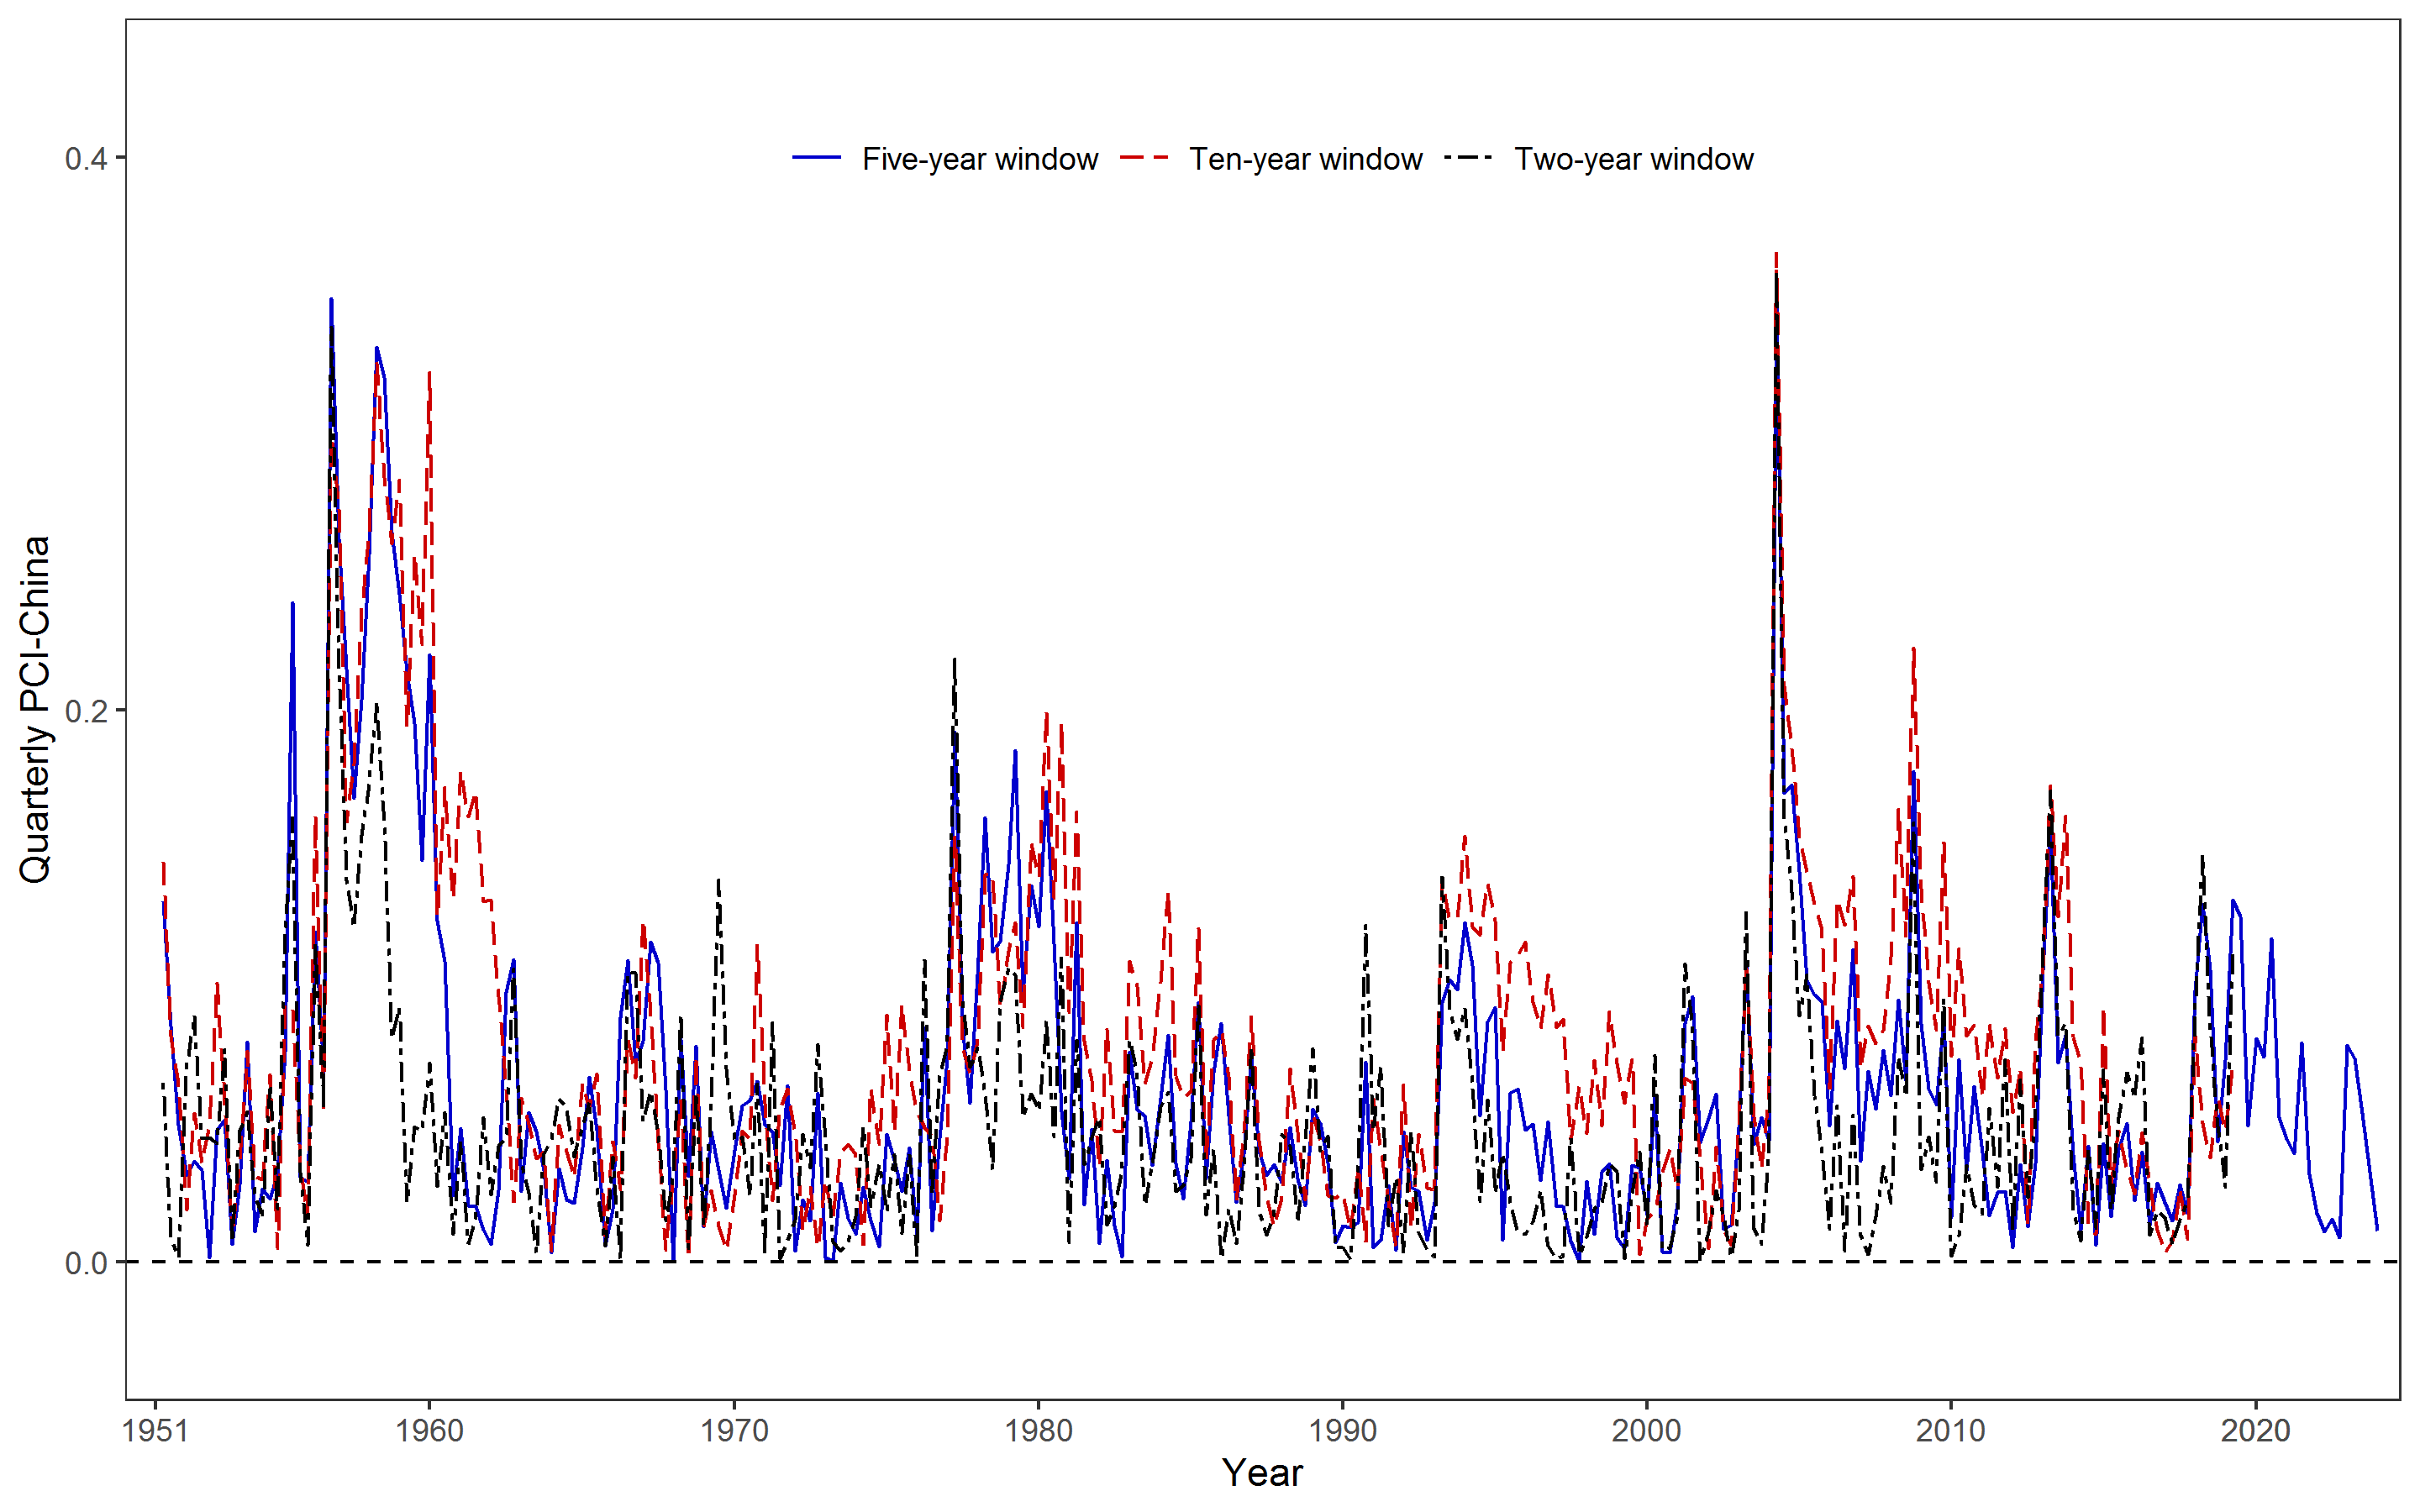 0.4
Five-year window Ten-year window Two-year window
Quarterly PCI-China
0.2
0.0
1951 1960 1970 1980 1990 2000 2010 2020
Year